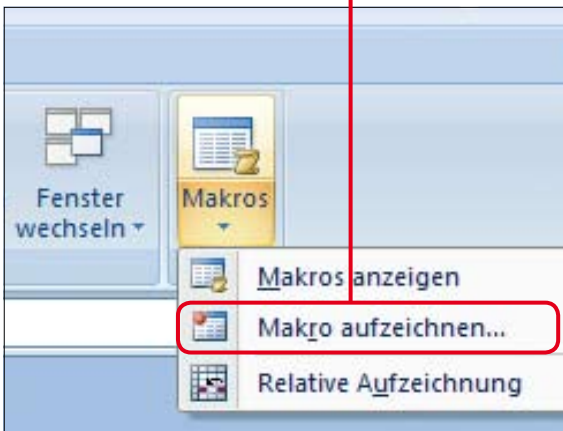 Fenster
wechseln
Makros
Makros anzeigen
Makro aufzeichnen...
Relative Aufzeichnung